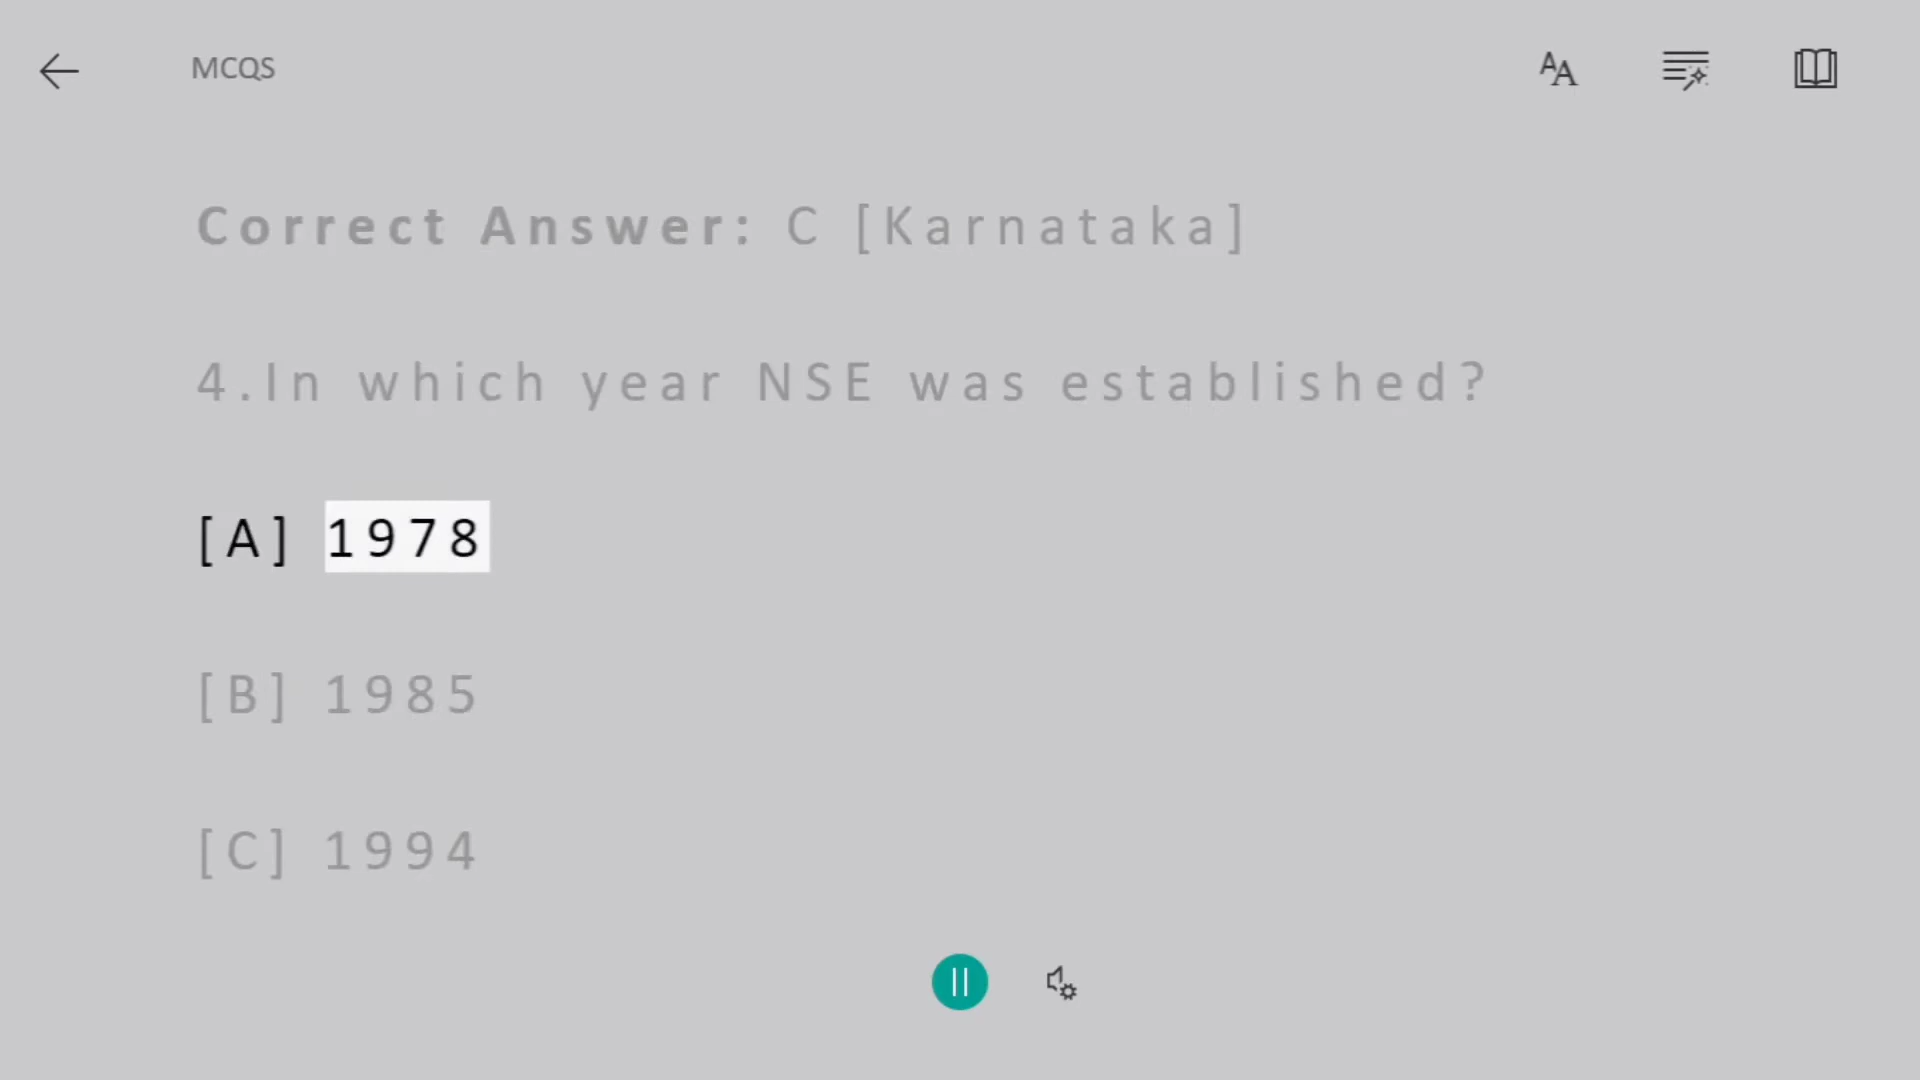 MCQS
Correct Answer: C [Karnataka]
4.In which year NSE was established?
[A] 1978
[B] 1985
[C] 1994